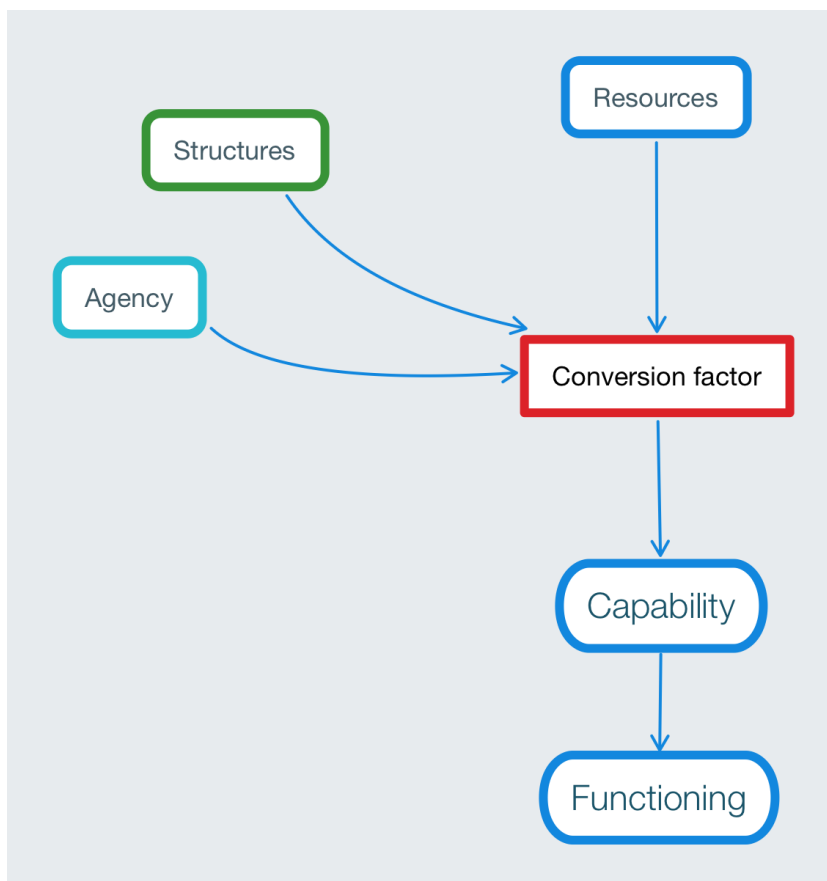 Resources
Structures
Agency
Conversion factor
Capability
Functioning